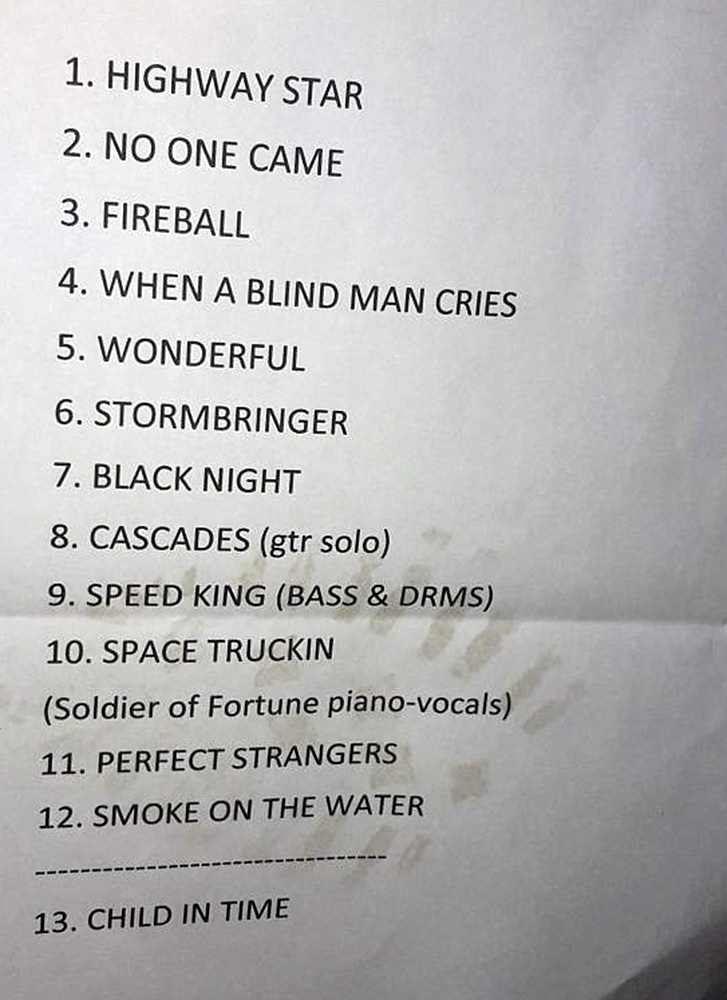 1. HIGHWAY STAR
2. NO ONE CAME
3. FIREBALL
4. WHEN A BLIND MAN CRIES
5. WONDERFUL
6. STORMBRINGER
7. BLACK NIGHT
8. CASCADES (gtr solo)
9. SPEED KING (BASS & DRMS)
10. SPACE TRUCKIN
(Soldier of Fortune piano-vocals)
11. PERFECT STRANGERS
12. SMOKE ON THE WATER
---------------------------------
13. CHILD IN TIME